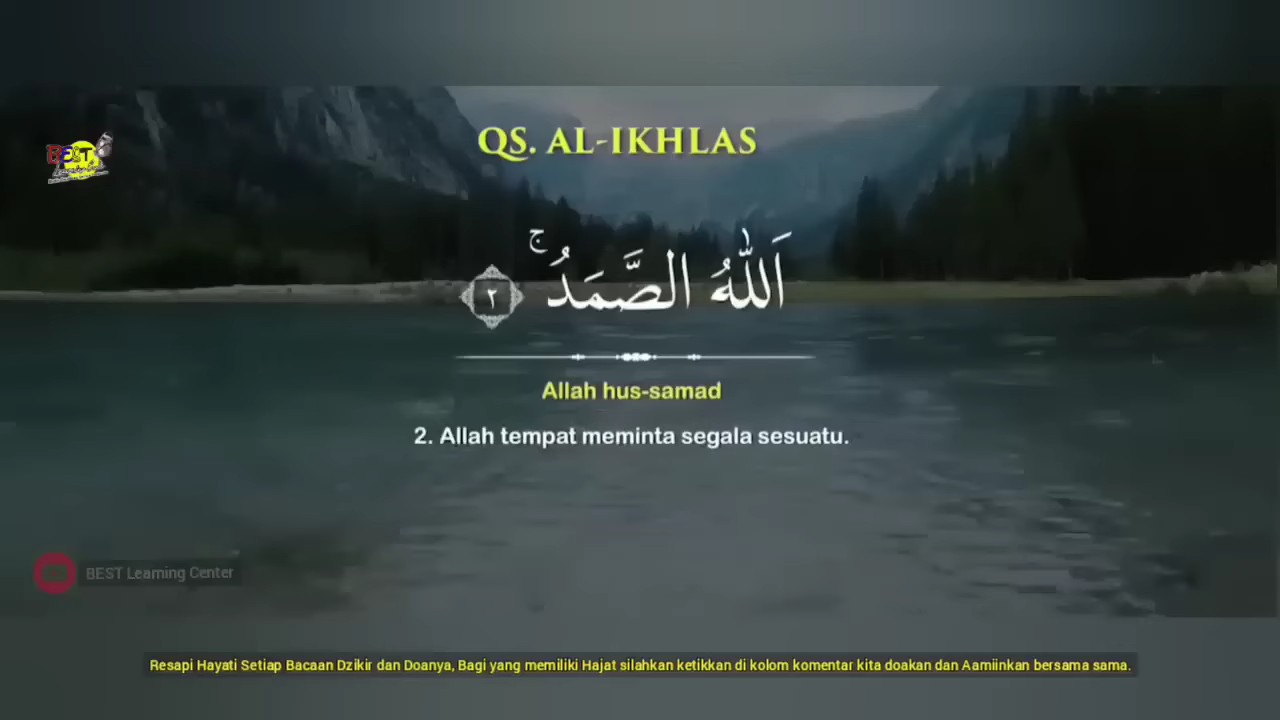 BEST
QS. AL-IKHLAS
اَللّٰهُ الصَّمَدُۚ ٢
Allah hus-samad
2. Allah tempat meminta segala sesuatu.
BEST Learning Center
Resapi Hayati Setiap Bacaan Dzikir dan Doanya, Bagi yang memiliki Hajat silahkan ketikkan di kolom komentar kita doakan dan Aamiinkan bersama sama.